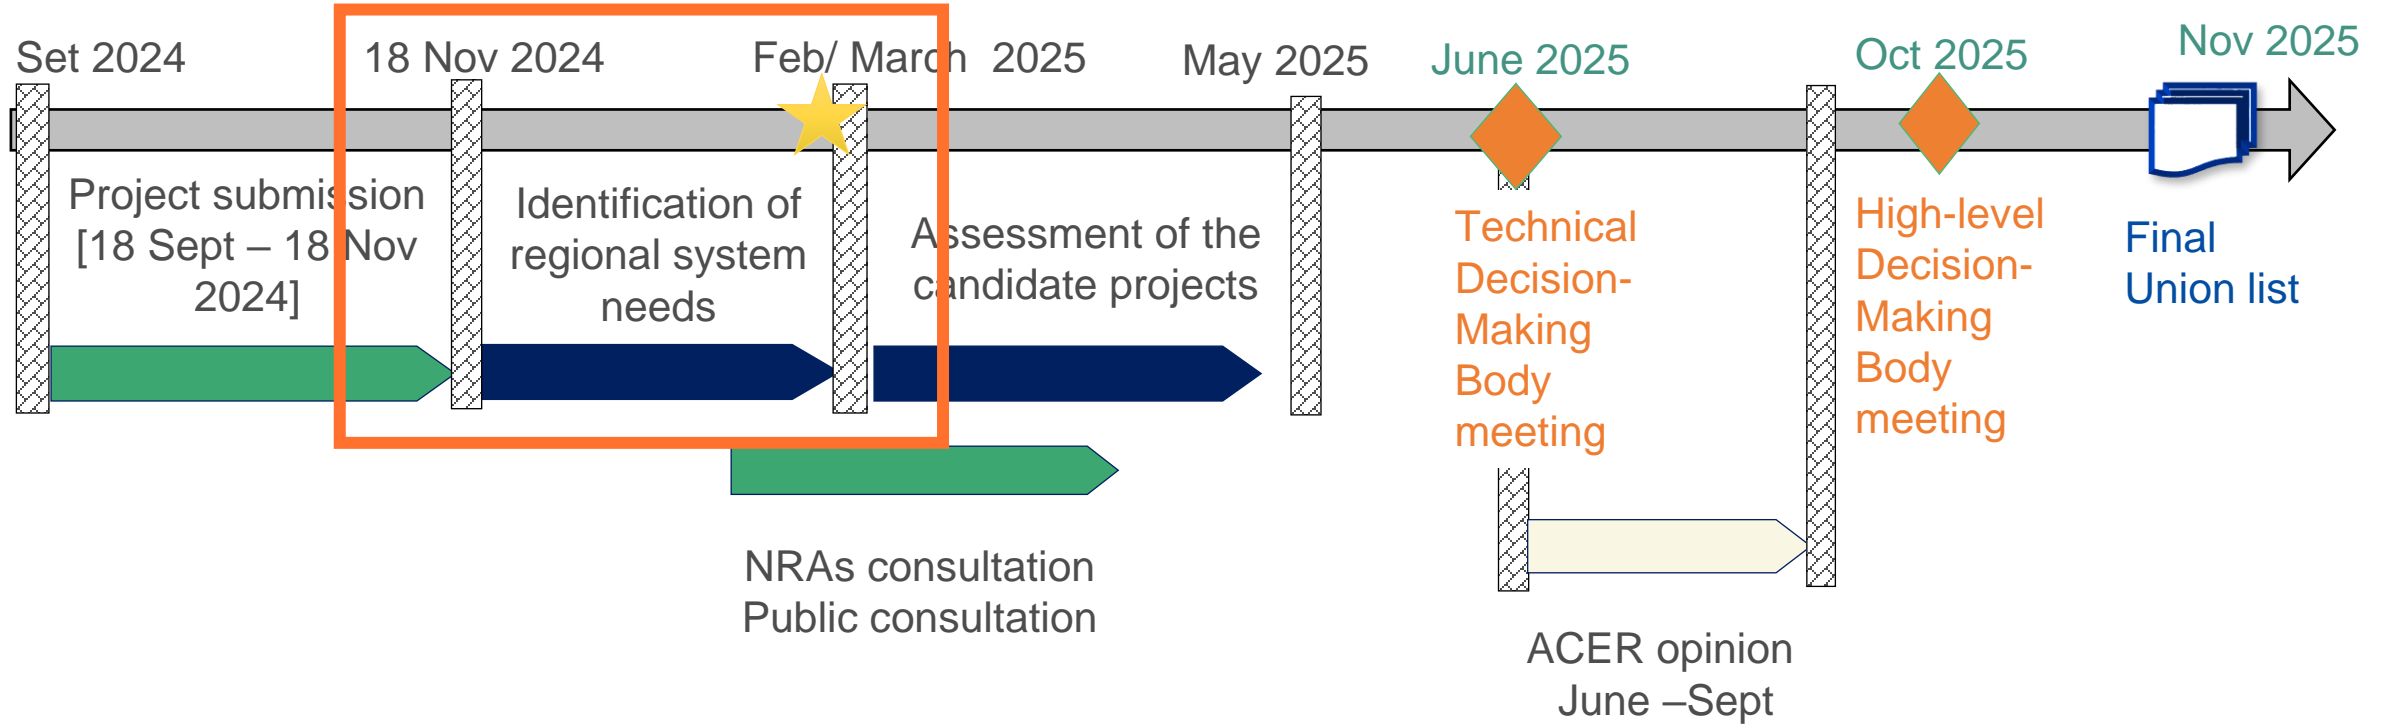 Set 2024
18 Nov 2024
Feb/ March  2025
May 2025
June 2025
Oct 2025
Nov 2025
Project submission
[18 Sept – 18 Nov
2024]
Identification of
regional system
needs
Assessment of the
candidate projects
Technical
Decision-
Making
Body
meeting
High-level
Decision-
Making
Body
meeting
Final
Union list
NRAs consultation
Public consultation
ACER opinion
June –Sept